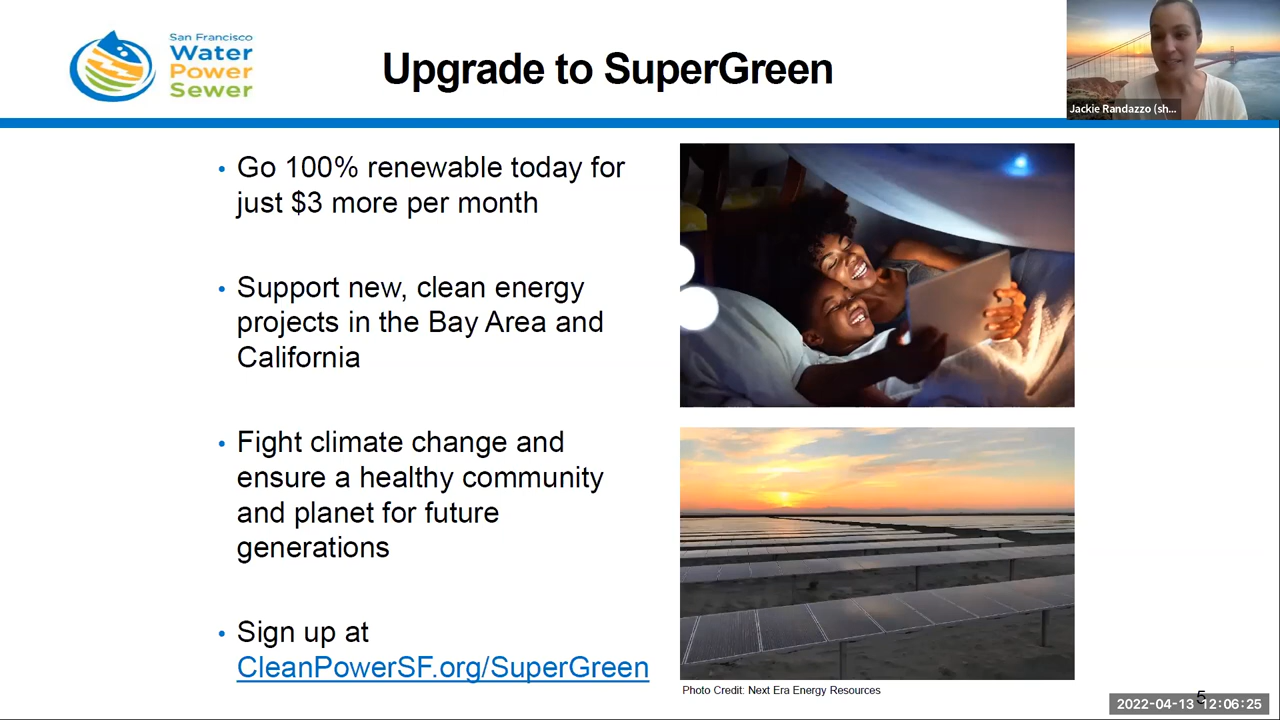 San Francisco
Water
Power
Sewer
Upgrade to SuperGreen
Jackie Randazzo (sh...
• Go 100% renewable today for
just $3 more per month
• Support new, clean energy
projects in the Bay Area and
California
• Fight climate change and
ensure a healthy community
and planet for future
generations
• Sign up at
CleanPowerSF.org/SuperGreen
Photo Credit: Next Era Energy Resources
5
2022-04-13 12:06:25